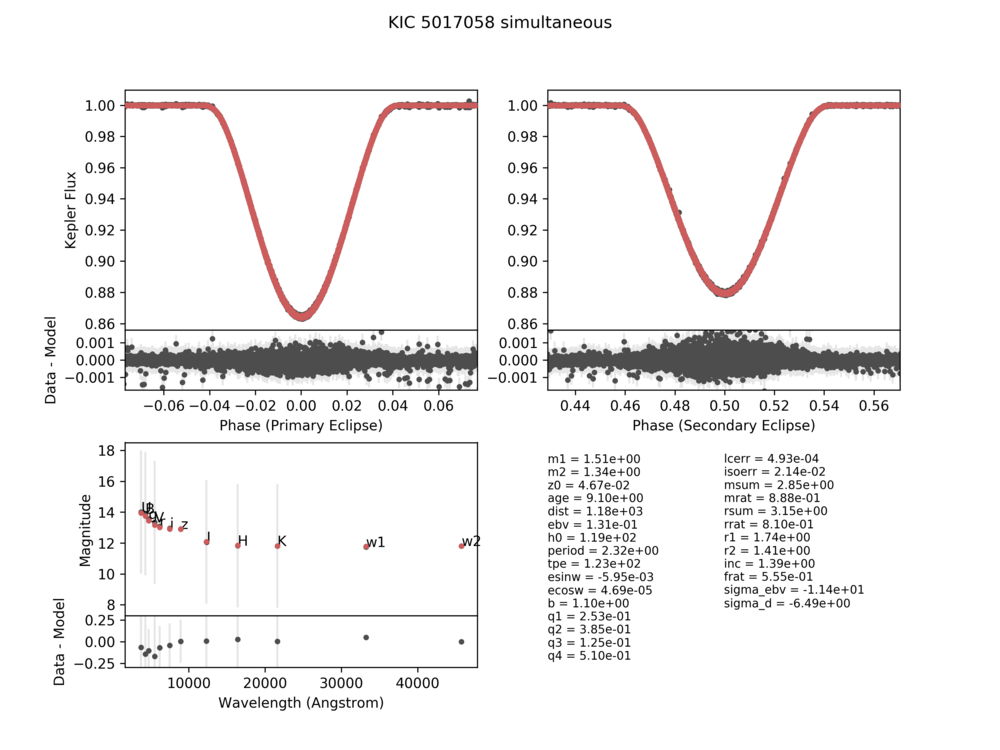 KIC 5017058 simultaneous
1.00
0.98
0.96
0.94
0.92
0.90
0.88
0.86
Kepler Flux
0.001
0.000
−0.001
Data - Model
−0.06 −0.04 −0.02 0.00 0.02 0.04 0.06
Phase (Primary Eclipse)
1.00
0.98
0.96
0.94
0.92
0.90
0.88
0.86
0.001
0.000
−0.001
0.44 0.46 0.48 0.50 0.52 0.54 0.56
Phase (Secondary Eclipse)
18
16
14
12
10
8
Magnitude
i z J H K w1 w2
0.25
0.00
−0.25
Data - Model
10000 20000 30000 40000
Wavelength (Angstrom)
m1 = 1.51e+00
m2 = 1.34e+00
z0 = 4.67e-02
age = 9.10e+00
dist = 1.18e+03
ebv = 1.31e-01
h0 = 1.19e+02
period = 2.32e+00
tpe = 1.23e+02
esinw = -5.95e-03
ecosw = 4.69e-05
b = 1.10e+00
q1 = 2.53e-01
q2 = 3.85e-01
q3 = 1.25e-01
q4 = 5.10e-01
lcerr = 4.93e-04
isoerr = 2.14e-02
msum = 2.85e+00
mrat = 8.88e-01
rsum = 3.15e+00
rrat = 8.10e-01
r1 = 1.74e+00
r2 = 1.41e+00
inc = 1.39e+00
frat = 5.55e-01
sigma_ebv = -1.14e+01
sigma_d = -6.49e+00